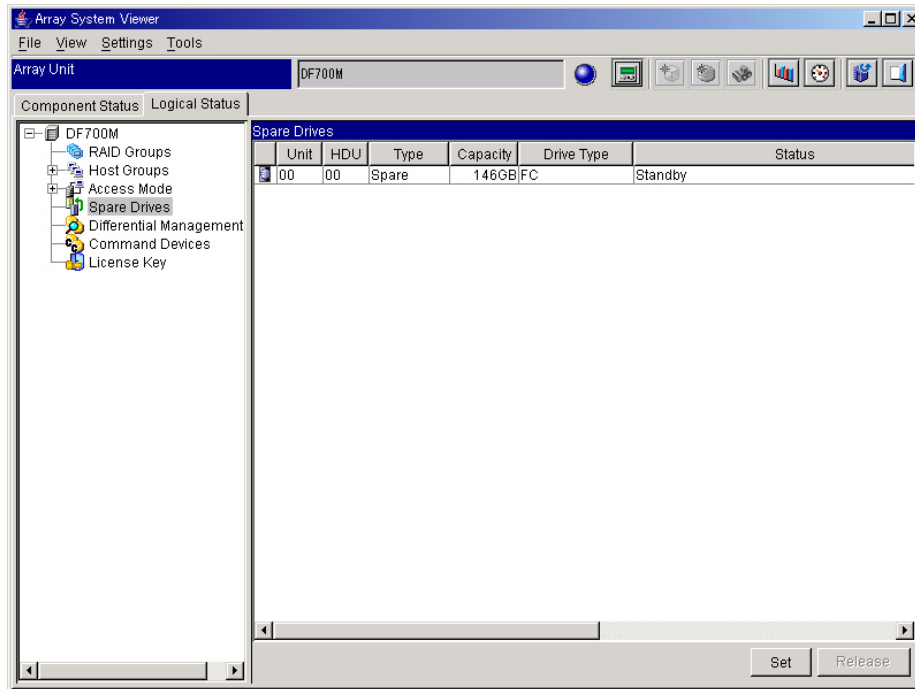 Array System Viewer
File View Settings Tools
Array Unit DF700M
Component Status Logical Status
DF700M
RAID Groups
Host Groups
Access Mode
Spare Drives
Differential Management
Command Devices
License Key
Spare Drives
Unit HDU Type Capacity Drive Type Status
00 00 Spare 146GB FC Standby
Set Release